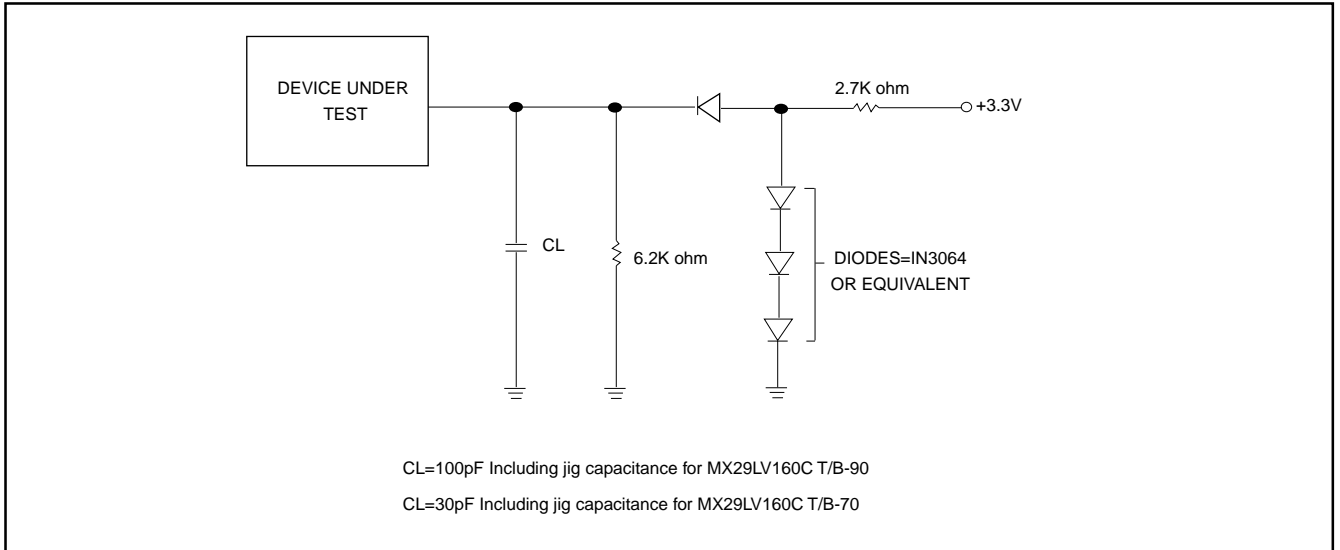 DEVICE UNDER
TEST
2.7K ohm
+3.3V
CL
6.2K ohm
DIODES=IN3064
OR EQUIVALENT
CL=100pF Including jig capacitance for MX29LV160C T/B-90
CL=30pF Including jig capacitance for MX29LV160C T/B-70